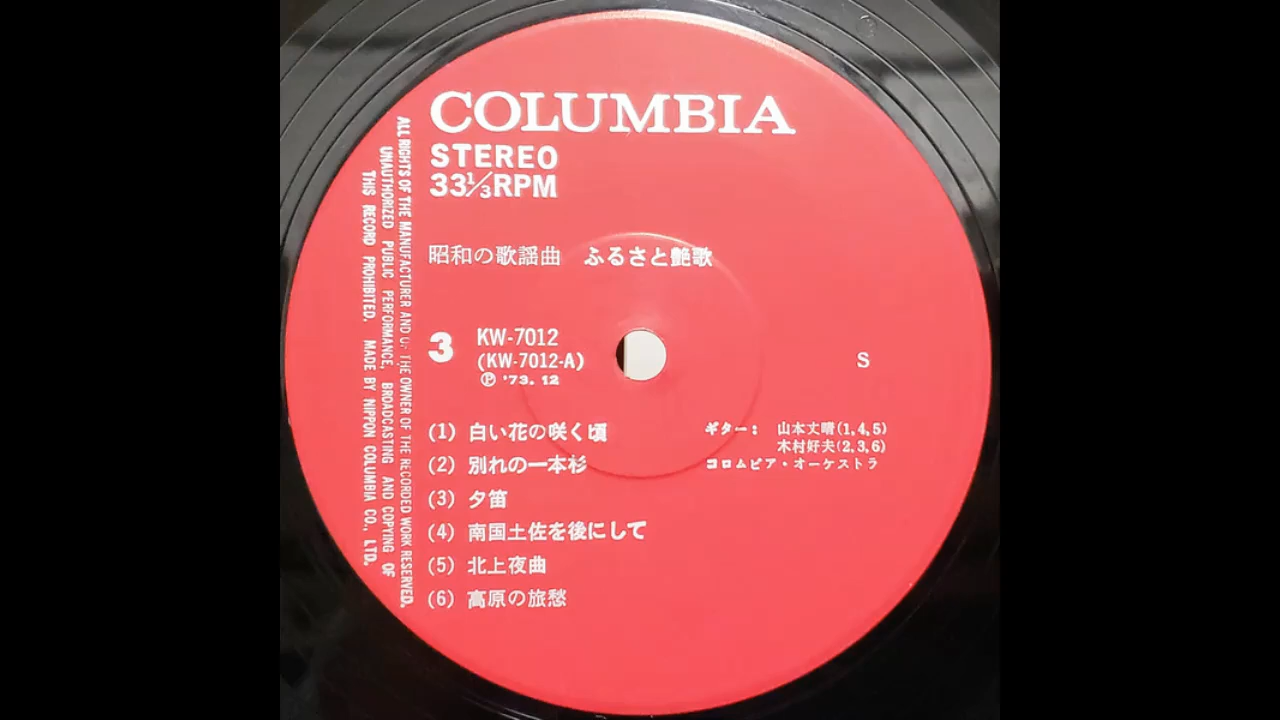 COLUMBIA
STEREO
33⅓RPM
昭和の歌謡曲 ふるさと艶歌
3 KW-7012
(KW-7012-A)
Ⓟ '73. 12
S
(1) 白い花の咲く頃
(2) 別れの一本杉
(3) 夕笛
(4) 南国土佐を後にして
(5) 北上夜曲
(6) 高原の旅愁
ギター: 山本丈晴(1,4,5)
木村好夫(2,3,6)
コロムビア・オーケストラ
ALL RIGHTS OF THE MANUFACTURER AND OF THE OWNER OF THE RECORDED WORK RESERVED.
UNAUTHORIZED PUBLIC PERFORMANCE, BROADCASTING AND COPYING OF
THIS RECORD PROHIBITED. MADE BY NIPPON COLUMBIA CO., LTD.